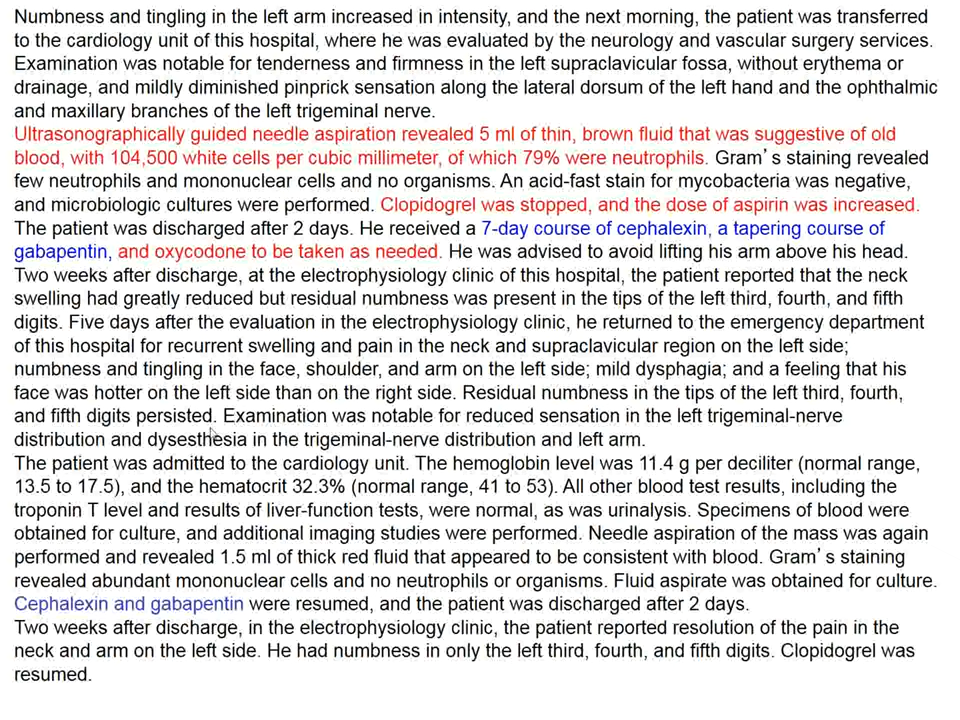 Numbness and tingling in the left arm increased in intensity, and the next morning, the patient was transferred
to the cardiology unit of this hospital, where he was evaluated by the neurology and vascular surgery services.
Examination was notable for tenderness and firmness in the left supraclavicular fossa, without erythema or
drainage, and mildly diminished pinprick sensation along the lateral dorsum of the left hand and the ophthalmic
and maxillary branches of the left trigeminal nerve.
Ultrasonographically guided needle aspiration revealed 5 ml of thin, brown fluid that was suggestive of old
blood, with 104,500 white cells per cubic millimeter, of which 79% were neutrophils. Gram’s staining revealed
few neutrophils and mononuclear cells and no organisms. An acid-fast stain for mycobacteria was negative,
and microbiologic cultures were performed. Clopidogrel was stopped, and the dose of aspirin was increased.
The patient was discharged after 2 days. He received a 7-day course of cephalexin, a tapering course of
gabapentin, and oxycodone to be taken as needed. He was advised to avoid lifting his arm above his head.
Two weeks after discharge, at the electrophysiology clinic of this hospital, the patient reported that the neck
swelling had greatly reduced but residual numbness was present in the tips of the left third, fourth, and fifth
digits. Five days after the evaluation in the electrophysiology clinic, he returned to the emergency department
of this hospital for recurrent swelling and pain in the neck and supraclavicular region on the left side;
numbness and tingling in the face, shoulder, and arm on the left side; mild dysphagia; and a feeling that his
face was hotter on the left side than on the right side. Residual numbness in the tips of the left third, fourth,
and fifth digits persisted. Examination was notable for reduced sensation in the left trigeminal-nerve
distribution and dysesthesia in the trigeminal-nerve distribution and left arm.
The patient was admitted to the cardiology unit. The hemoglobin level was 11.4 g per deciliter (normal range,
13.5 to 17.5), and the hematocrit 32.3% (normal range, 41 to 53). All other blood test results, including the
troponin T level and results of liver-function tests, were normal, as was urinalysis. Specimens of blood were
obtained for culture, and additional imaging studies were performed. Needle aspiration of the mass was again
performed and revealed 1.5 ml of thick red fluid that appeared to be consistent with blood. Gram’s staining
revealed abundant mononuclear cells and no neutrophils or organisms. Fluid aspirate was obtained for culture.
Cephalexin and gabapentin were resumed, and the patient was discharged after 2 days.
Two weeks after discharge, in the electrophysiology clinic, the patient reported resolution of the pain in the
neck and arm on the left side. He had numbness in only the left third, fourth, and fifth digits. Clopidogrel was
resumed.